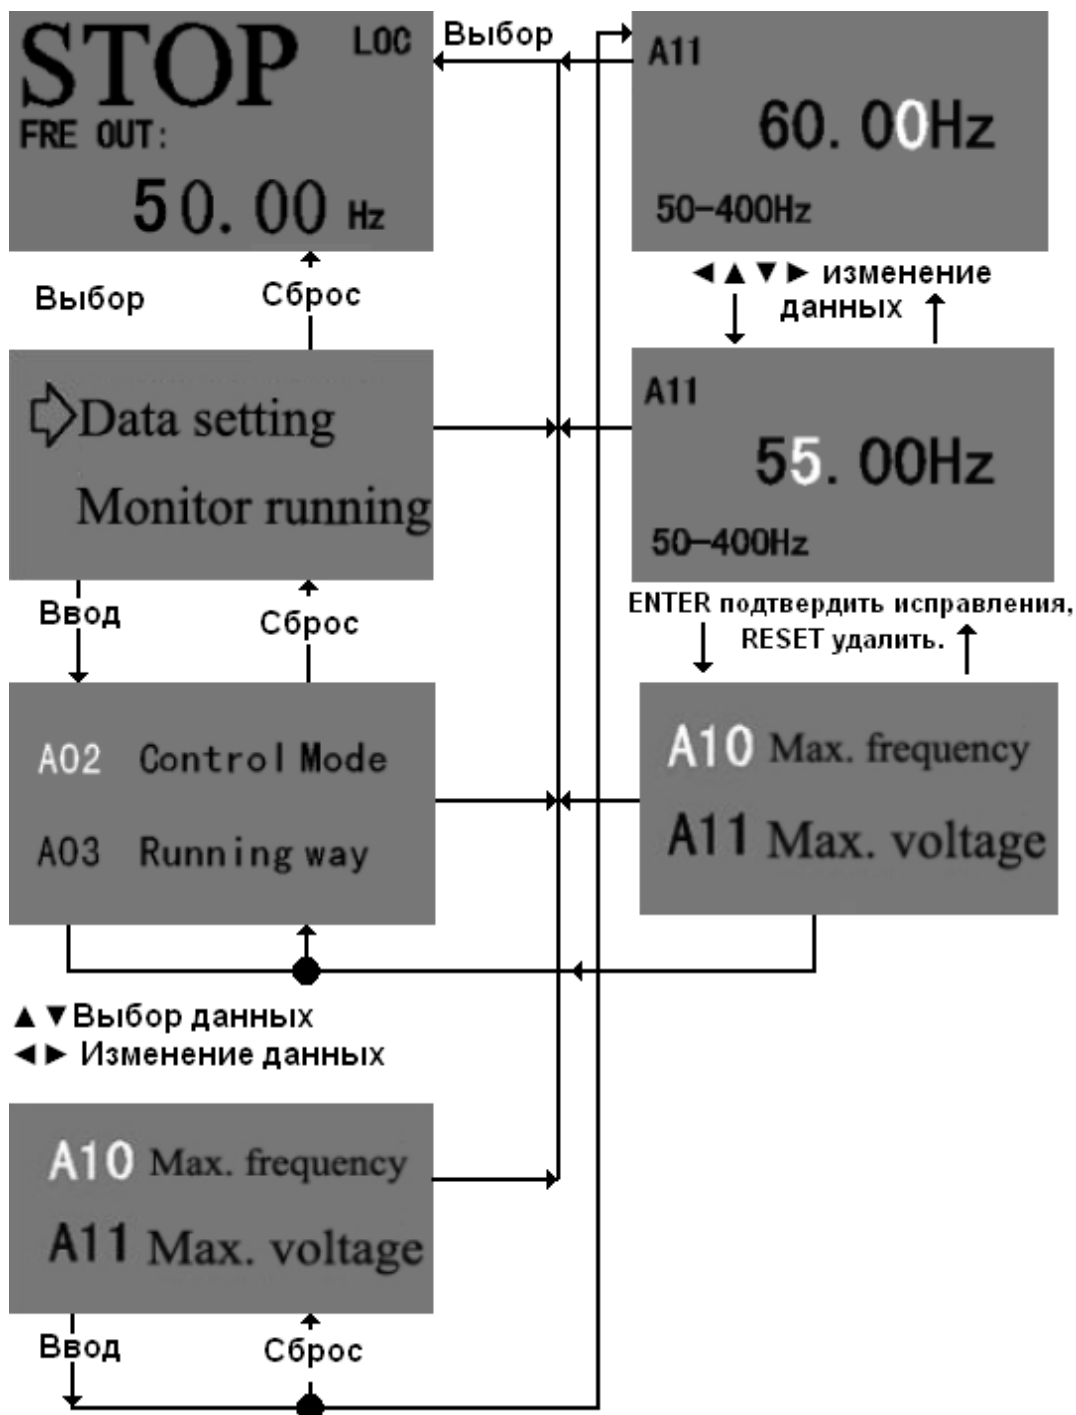 STOP LOC
FRE OUT:
50.00 Hz
Выбор
A11
60.00Hz
50-400Hz
Выбор
Сброс
◄▲▼► изменение
данных
Data setting
Monitor running
A11
55.00Hz
50-400Hz
Ввод
Сброс
ENTER подтвердить исправления,
RESET удалить.
A02 Control Mode
A03 Running way
A10 Max. frequency
A11 Max. voltage
▲▼Выбор данных
◄► Изменение данных
A10 Max. frequency
A11 Max. voltage
Ввод
Сброс